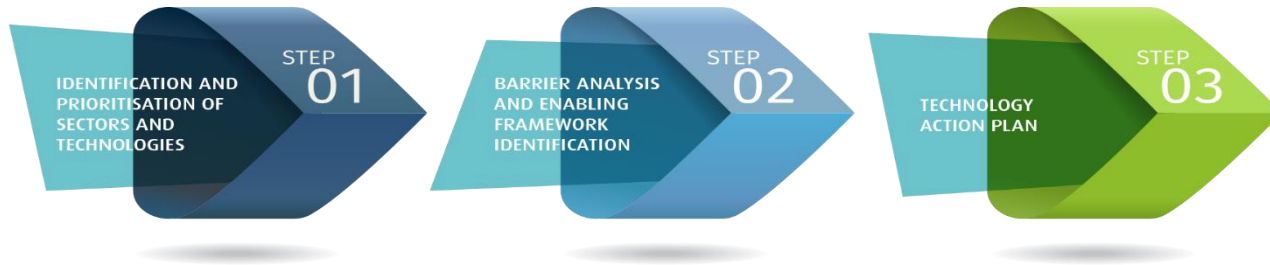 IDENTIFICATION AND
PRIORITISATION OF
SECTORS AND
TECHNOLOGIES
STEP
01
BARRIER ANALYSIS
AND ENABLING
FRAMEWORK
IDENTIFICATION
STEP
02
TECHNOLOGY
ACTION PLAN
STEP
03